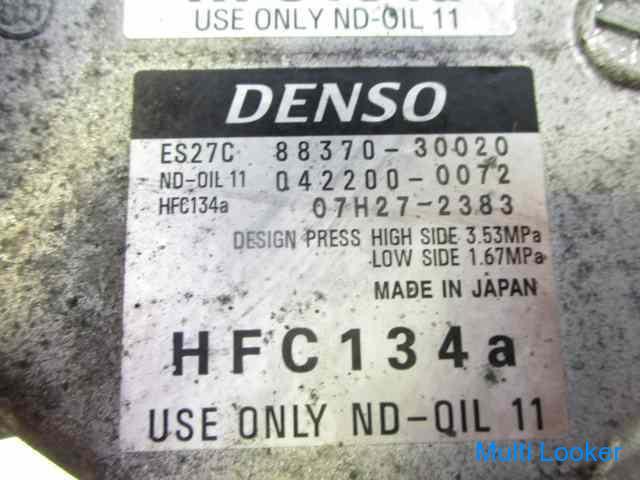 USE ONLY ND-OIL 11
DENSO
ES27C 88370-30020
ND-OIL 11 042200-0072
HFC134a 07H27-2383
DESIGN PRESS HIGH SIDE 3.53MPa
LOW SIDE 1.67MPa
MADE IN JAPAN
HFC134a
USE ONLY ND-OIL 11
Multi Looker